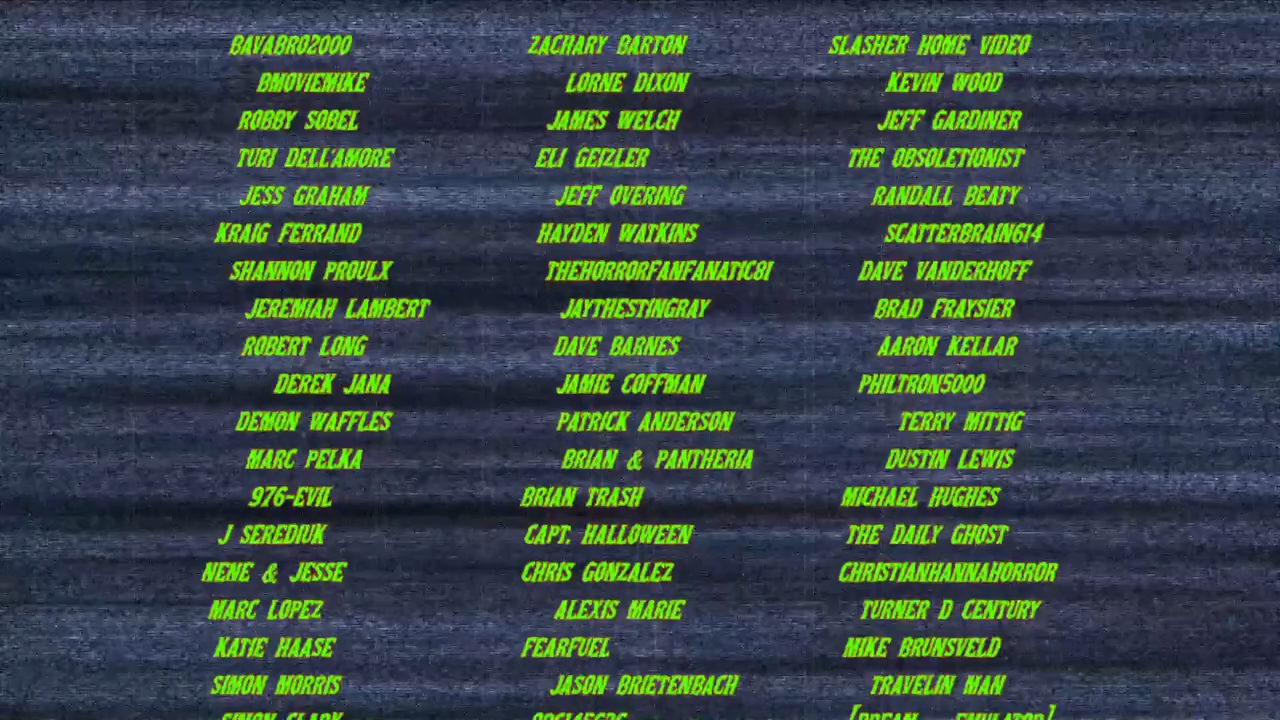 BAVABRO2000 ZACHARY BARTON SLASHER HOME VIDEO
BMOVIEMIKE LORNE DIXON KEVIN WOOD
ROBBY SOBEL JAMES WELCH JEFF GARDINER
TURI DELL'AMORE ELI GEIZLER THE OBSOLETIONIST
JESS GRAHAM JEFF OVERING RANDALL BEATY
KRAIG FERRAND HAYDEN WATKINS SCATTERBRAIN614
SHANNON PROULX THEHORRORFANFANATIC81 DAVE VANDERHOFF
JEREMIAH LAMBERT JAYTHESTINGRAY BRAD FRAYSIER
ROBERT LONG DAVE BARNES AARON KELLAR
DEREK JANA JAMIE COFFMAN PHILTRON5000
DEMON WAFFLES PATRICK ANDERSON TERRY MITTIG
MARC PELKA BRIAN & PANTHERIA DUSTIN LEWIS
976-EVIL BRIAN TRASH MICHAEL HUGHES
J SEREDIUK CAPT. HALLOWEEN THE DAILY GHOST
NENE & JESSE CHRIS GONZALEZ CHRISTIANHANNAHORROR
MARC LOPEZ ALEXIS MARIE TURNER D CENTURY
KATIE HAASE FEARFUEL MIKE BRUNSVELD
SIMON MORRIS JASON BRIETENBACH TRAVELIN MAN
SIMON CLARK